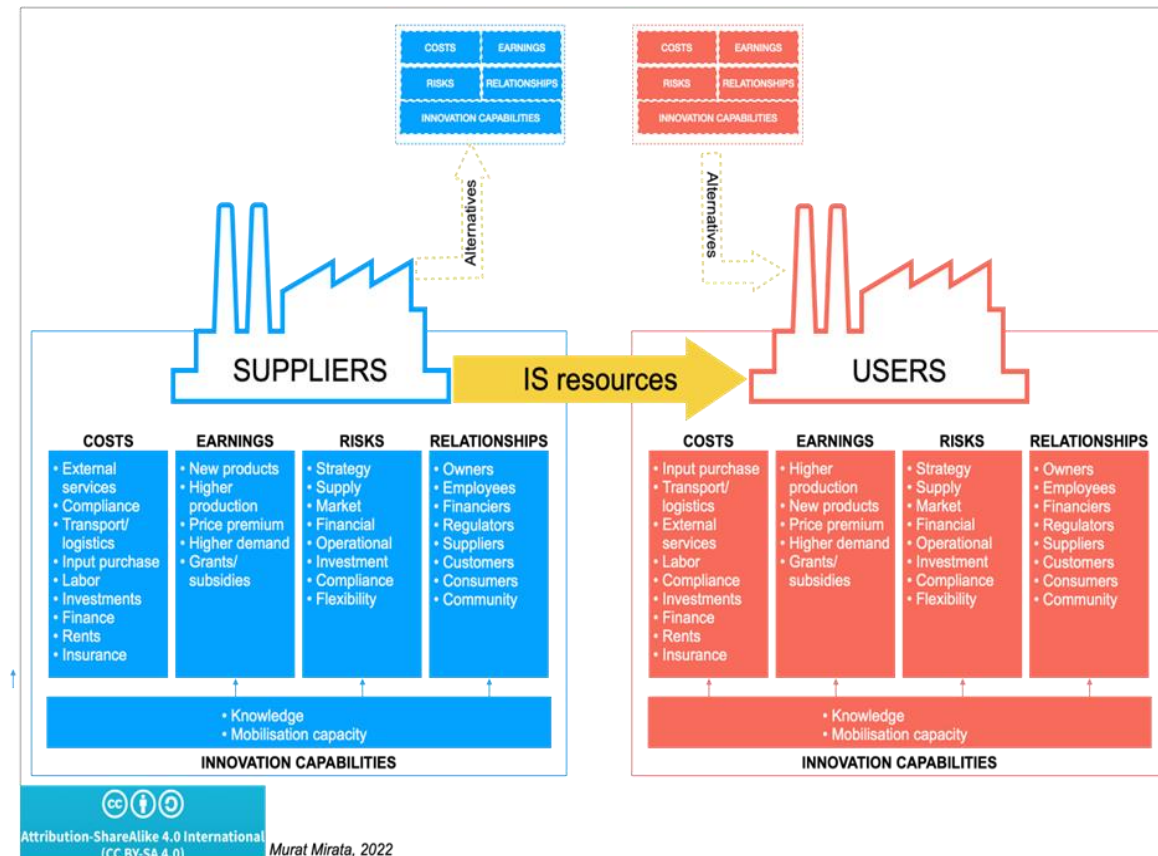 COSTS
EARNINGS
RISKS
RELATIONSHIPS
INNOVATION CAPABILITIES
COSTS
EARNINGS
RISKS
RELATIONSHIPS
INNOVATION CAPABILITIES
Alternatives
Alternatives
SUPPLIERS
IS resources
USERS
COSTS
• External
services
• Compliance
• Transport/
logistics
• Input purchase
• Labor
• Investments
• Finance
• Rents
• Insurance
EARNINGS
• New products
• Higher
production
• Price premium
• Higher demand
• Grants/
subsidies
RISKS
• Strategy
• Supply
• Market
• Financial
• Operational
• Investment
• Compliance
• Flexibility
RELATIONSHIPS
• Owners
• Employees
• Financiers
• Regulators
• Suppliers
• Customers
• Consumers
• Community
• Knowledge
• Mobilisation capacity
INNOVATION CAPABILITIES
COSTS
• Input purchase
• Transport/
logistics
• External
services
• Labor
• Compliance
• Investments
• Finance
• Rents
• Insurance
EARNINGS
• Higher
production
• New products
• Price premium
• Higher demand
• Grants/
subsidies
RISKS
• Strategy
• Supply
• Market
• Financial
• Operational
• Investment
• Compliance
• Flexibility
RELATIONSHIPS
• Owners
• Employees
• Financiers
• Regulators
• Suppliers
• Customers
• Consumers
• Community
• Knowledge
• Mobilisation capacity
INNOVATION CAPABILITIES
cc
Attribution-ShareAlike 4.0 International
(CC BY-SA 4.0)
Murat Mirata, 2022